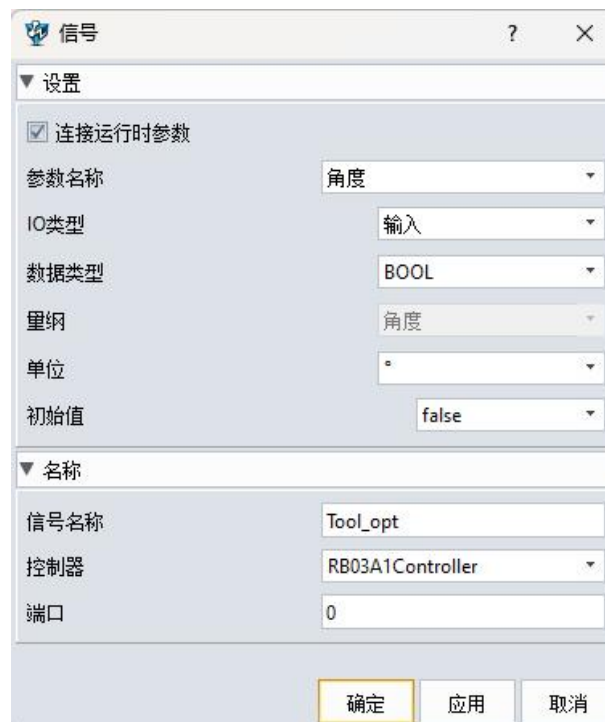 信号 ?
设置
连接运行时参数
参数名称 角度
IO类型 输入
数据类型 BOOL
量纲 角度
单位 °
初始值 false
名称
信号名称 Tool_opt
控制器 RB03A1Controller
端口 0
确定 应用 取消